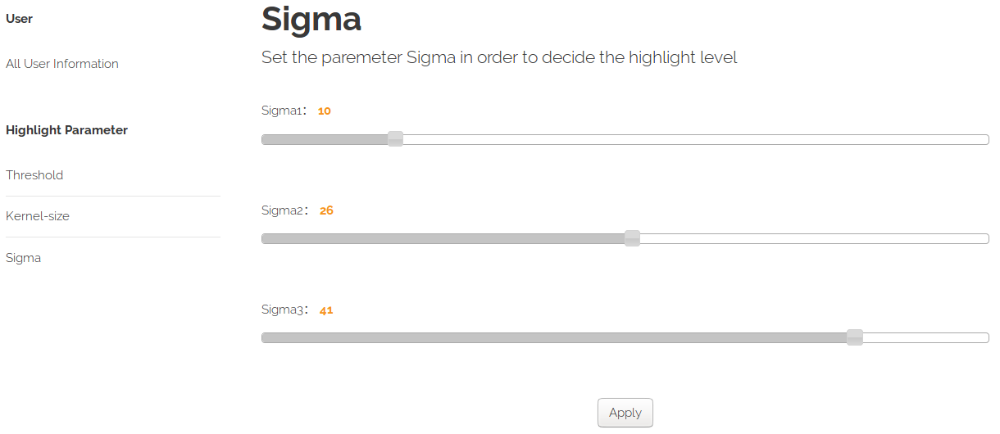 User
All User Information
Highlight Parameter
Threshold
Kernel-size
Sigma
Sigma
Set the paremeter Sigma in order to decide the highlight level
Sigma1： 10
Sigma2： 26
Sigma3： 41
Apply